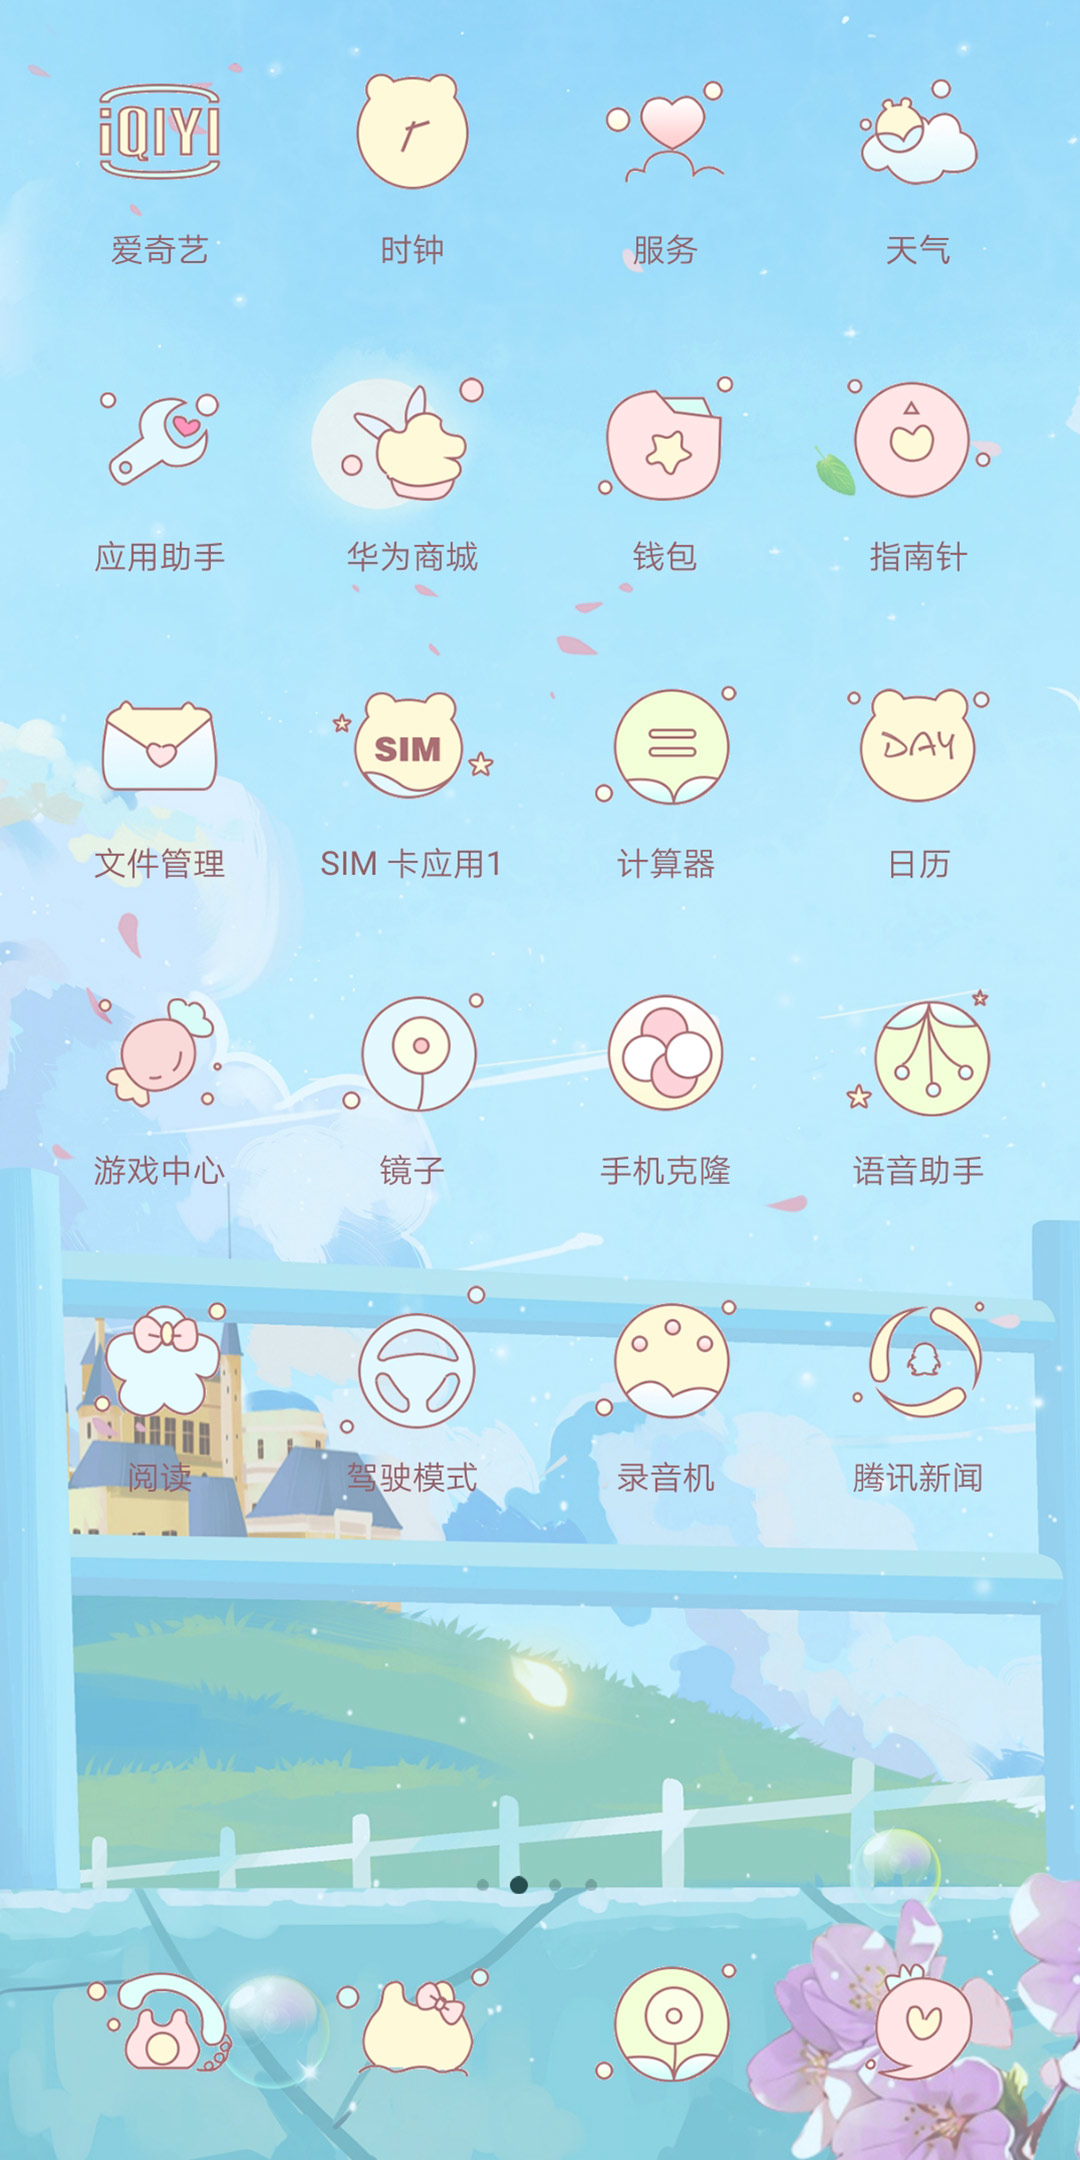 iQIYI
爱奇艺
时钟
服务
天气
应用助手
华为商城
钱包
指南针
SIM
DAY
文件管理
SIM 卡应用1
计算器
日历
游戏中心
镜子
手机克隆
语音助手
阅读
驾驶模式
录音机
腾讯新闻